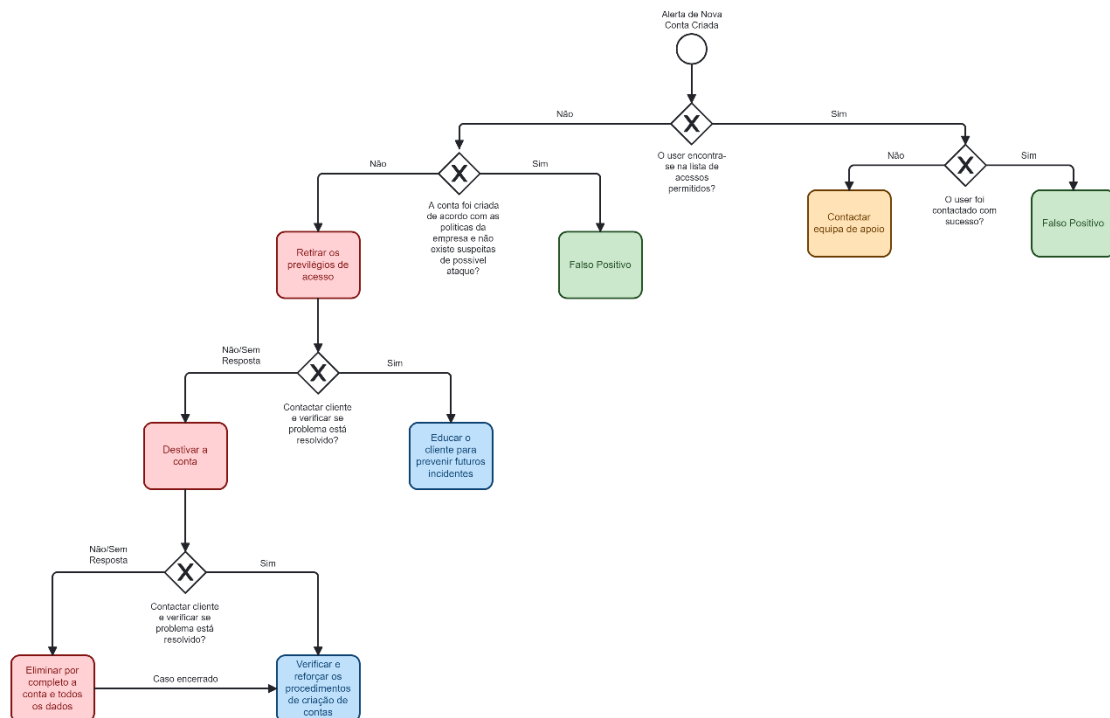 Alerta de Nova
Conta Criada
Não
Sim
O user encontra-
se na lista de
acessos
permitidos?
Não
Sim
A conta foi criada
de acordo com as
políticas da
empresa e não
existe suspeitas
de possível
ataque?
Não
Sim
O user foi
contactado com
sucesso?
Contactar
equipa de apoio
Falso Positivo
Retirar os
previlégios de
acesso
Falso Positivo
Não/Sem
Resposta
Sim
Contactar cliente
e verificar se
problema está
resolvido?
Destivar a
conta
Educar o
cliente para
prevenir futuros
incidentes
Não/Sem
Resposta
Sim
Contactar cliente
e verificar se
problema está
resolvido?
Eliminar por
completo a
conta e todos
os dados
Caso encerrado
Verificar e
reforçar os
procedimentos
de criação de
contas